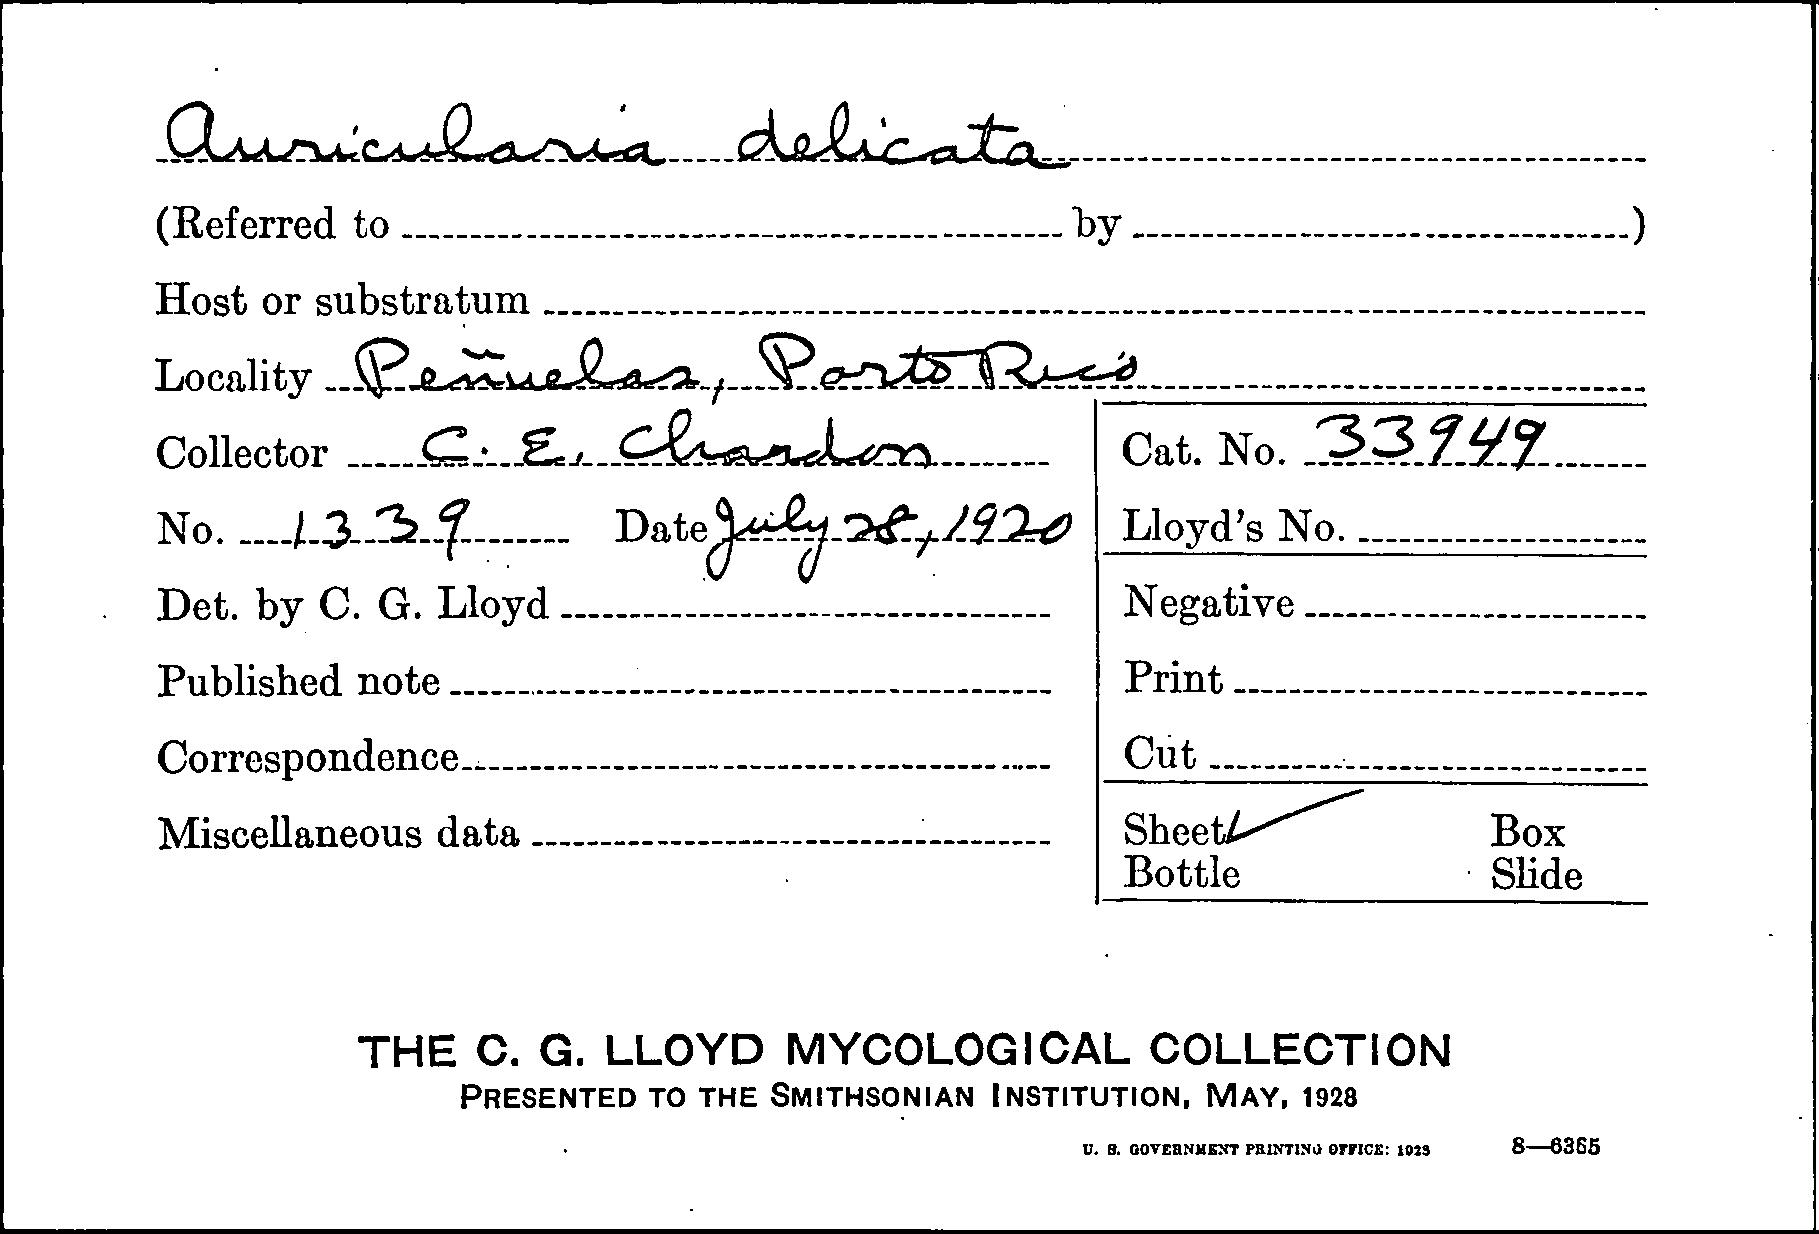 Auricularia delicata
(Referred to by )
Host or substratum
Locality Peñuelas, Porto Rico
Collector C. E. Chardon
Cat. No. 33949
No. 1339 Date July 28, 1920
Lloyd's No.
Det. by C. G. Lloyd
Negative
Published note
Print
Correspondence
Cut
Miscellaneous data
Sheet ✓ Box
Bottle Slide
THE C. G. LLOYD MYCOLOGICAL COLLECTION
PRESENTED TO THE SMITHSONIAN INSTITUTION, MAY, 1928
U. S. GOVERNMENT PRINTING OFFICE: 1928 8—6365